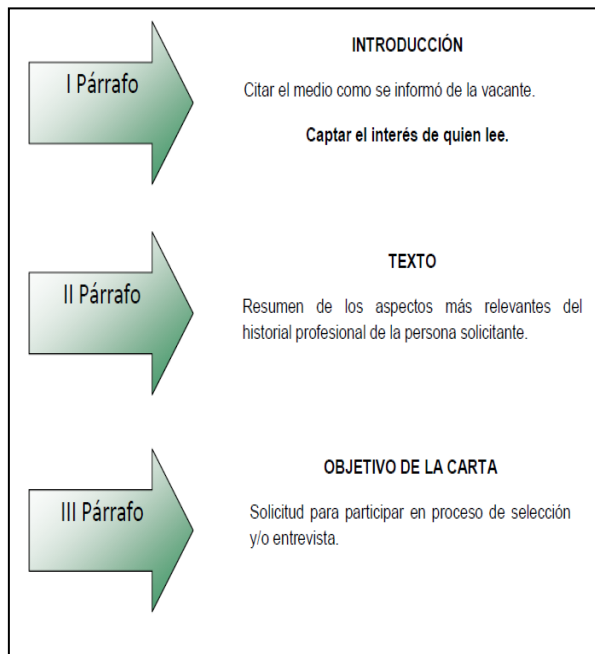 I Párrafo
INTRODUCCIÓN
Citar el medio como se informó de la vacante.
Captar el interés de quien lee.
II Párrafo
TEXTO
Resumen de los aspectos más relevantes del
historial profesional de la persona solicitante.
III Párrafo
OBJETIVO DE LA CARTA
Solicitud para participar en proceso de selección
y/o entrevista.